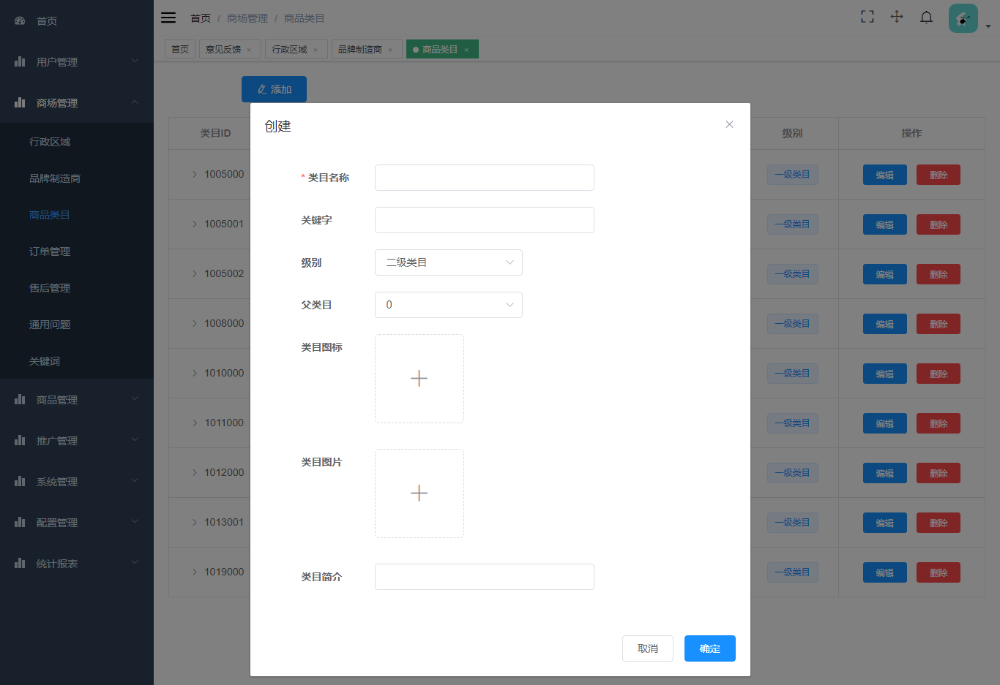 首页
用户管理
商场管理
行政区域
品牌制造商
商品类目
订单管理
售后管理
通用问题
关键词
商品管理
推广管理
系统管理
配置管理
统计报表
首页 / 商场管理 / 商品类目
首页 意见反馈 × 行政区域 × 品牌制造商 × 商品类目 ×
添加
类目ID 级别 操作
1005000 一级类目 编辑 删除
1005001 一级类目 编辑 删除
1005002 一级类目 编辑 删除
1008000 一级类目 编辑 删除
1010000 一级类目 编辑 删除
1011000 一级类目 编辑 删除
1012000 一级类目 编辑 删除
1013001 一级类目 编辑 删除
1019000 一级类目 编辑 删除
创建
* 类目名称
关键字
级别 二级类目
父类目 0
类目图标
类目图片
类目简介
取消 确定